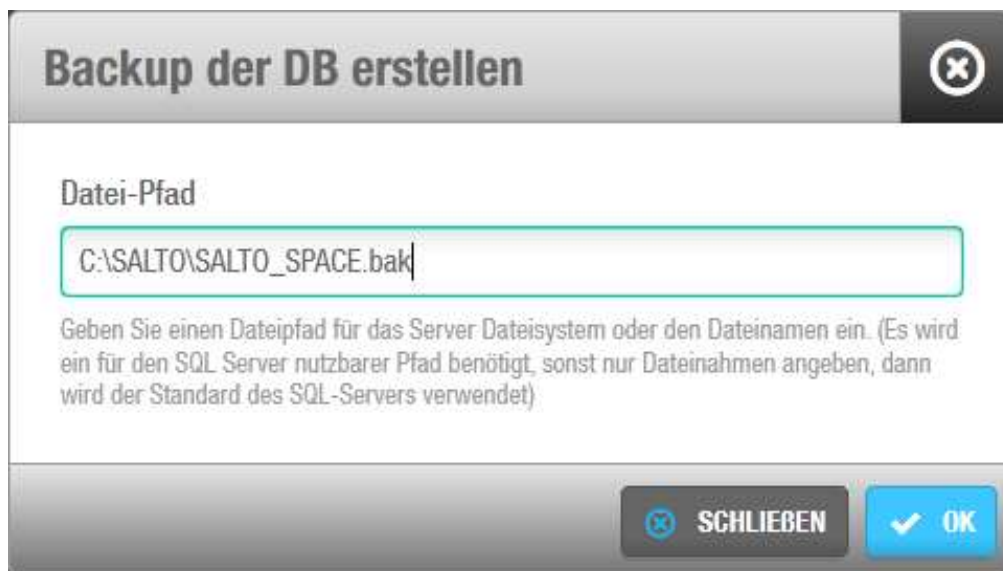 Backup der DB erstellen
Datei-Pfad
C:\SALTO\SALTO_SPACE.bak
Geben Sie einen Dateipfad für das Server Dateisystem oder den Dateinamen ein. (Es wird
ein für den SQL Server nutzbarer Pfad benötigt, sonst nur Dateinahmen angeben, dann
wird der Standard des SQL-Servers verwendet)
SCHLIEẞEN
OK